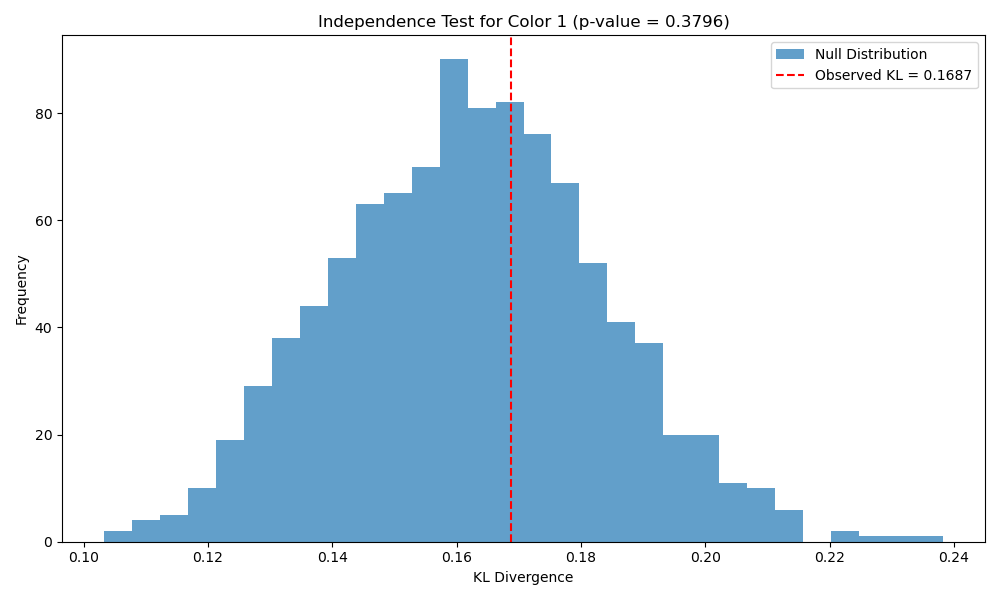 Independence Test for Color 1 (p-value = 0.3796)
Null Distribution
Observed KL = 0.1687
Frequency
80
60
40
20
0
0.10 0.12 0.14 0.16 0.18 0.20 0.22 0.24
KL Divergence